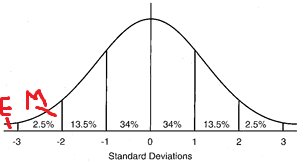 E M
2.5% 13.5% 34% 34% 13.5% 2.5%
-3 -2 -1 0 1 2 3
Standard Deviations